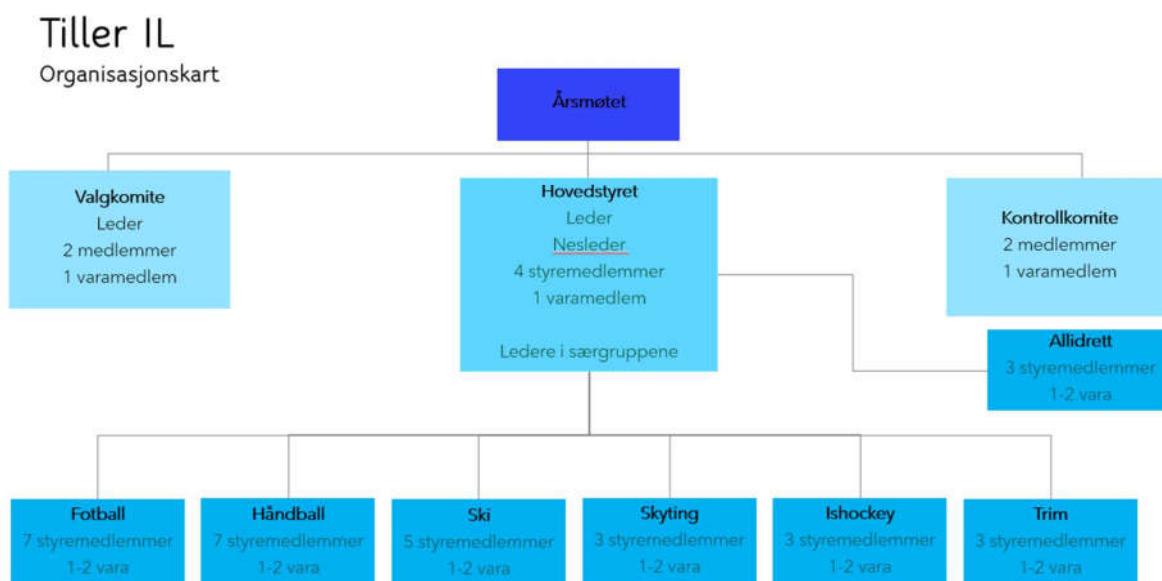 Tiller IL
Organisasjonskart
Årsmøtet
Valgkomite
Leder
2 medlemmer
1 varamedlem
Hovedstyret
Leder
Nesleder
4 styremedlemmer
1 varamedlem
Ledere i særgruppene
Kontrollkomite
2 medlemmer
1 varamedlem
Allidrett
3 styremedlemmer
1-2 vara
Fotball
7 styremedlemmer
1-2 vara
Håndball
7 styremedlemmer
1-2 vara
Ski
5 styremedlemmer
1-2 vara
Skyting
3 styremedlemmer
1-2 vara
Ishockey
3 styremedlemmer
1-2 vara
Trim
3 styremedlemmer
1-2 vara